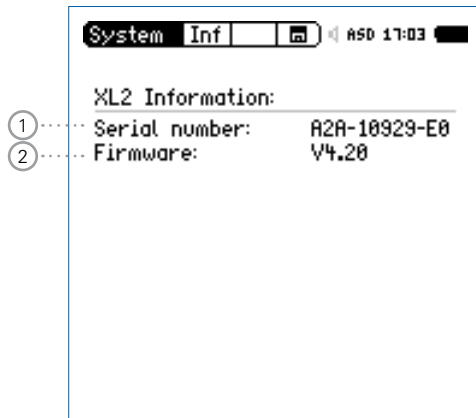 System Inf ASD 17:03
XL2 Information:
1 Serial number: A2A-10929-E0
2 Firmware: V4.20